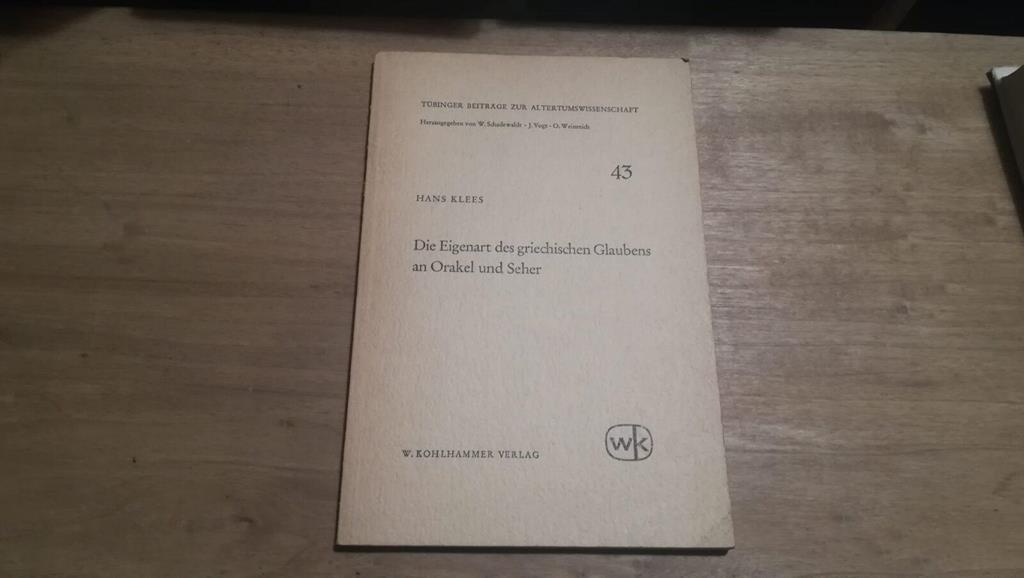 TÜBINGER BEITRÄGE ZUR ALTERTUMSWISSENSCHAFT
Herausgegeben von W. Schadewaldt - J. Vogt - O. Weinreich
43
HANS KLEES
Die Eigenart des griechischen Glaubens
an Orakel und Seher
wk
W. KOHLHAMMER VERLAG